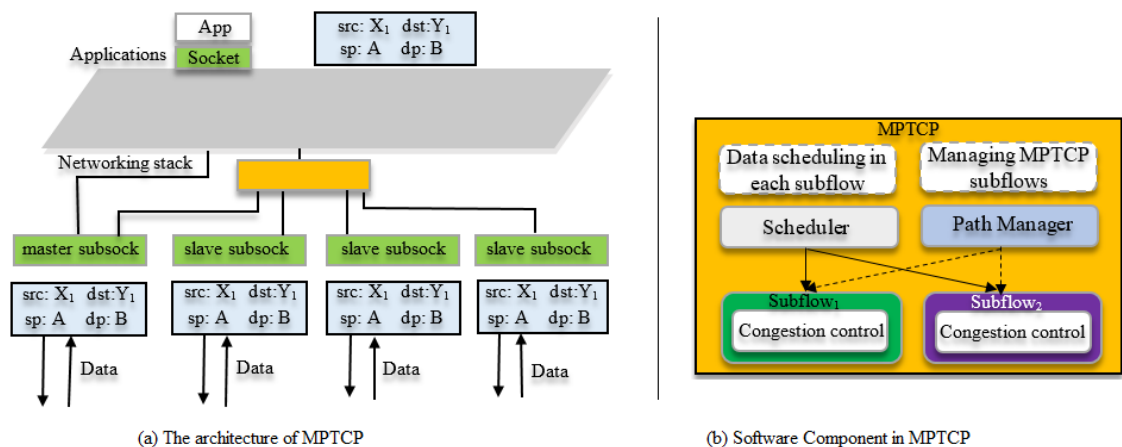 App
Applications
Socket
src: X₁ dst:Y₁
sp: A dp: B
Networking stack
master subsock
slave subsock
slave subsock
slave subsock
src: X₁ dst:Y₁
sp: A dp: B
src: X₁ dst:Y₁
sp: A dp: B
src: X₁ dst:Y₁
sp: A dp: B
src: X₁ dst:Y₁
sp: A dp: B
Data
Data
Data
Data
(a) The architecture of MPTCP
MPTCP
Data scheduling in
each subflow
Managing MPTCP
subflows
Scheduler
Path Manager
Subflow₁
Congestion control
Subflow₂
Congestion control
(b) Software Component in MPTCP